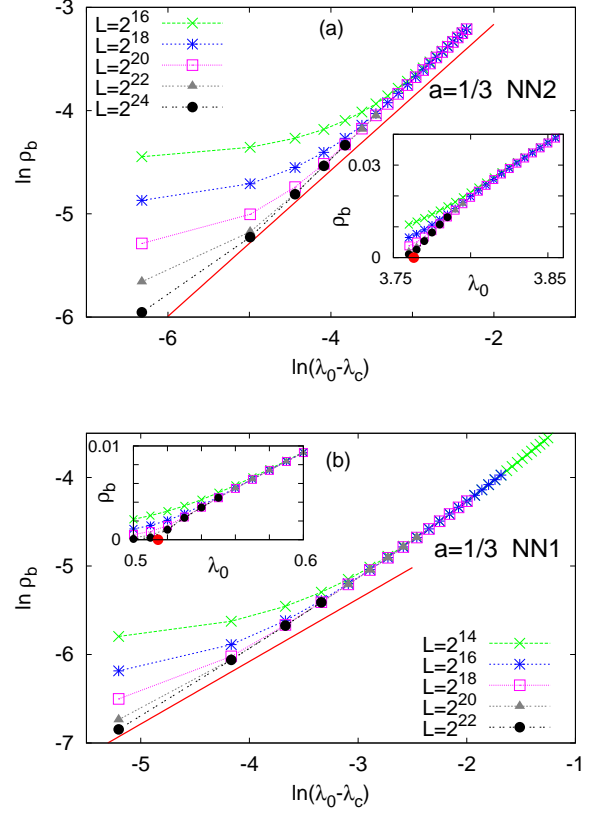 (a)
L=2^16
L=2^18
L=2^20
L=2^22
L=2^24
a=1/3 NN2
-3
-4
-5
-6
ln ρ_b
-6
-5
-4
-3
-2
ln(λ_0-λ_c)
0.03
0
ρ_b
3.75
3.85
λ_0
(b)
0.01
0
ρ_b
0.5
0.6
λ_0
a=1/3 NN1
L=2^14
L=2^16
L=2^18
L=2^20
L=2^22
-4
-5
-6
-7
ln ρ_b
-5
-4
-3
-2
-1
ln(λ_0-λ_c)